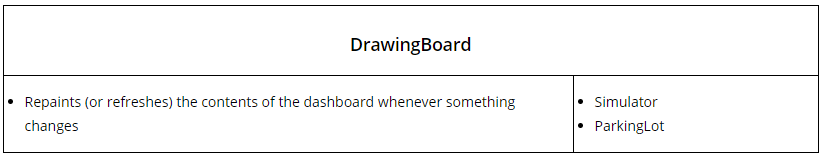 DrawingBoard
Repaints (or refreshes) the contents of the dashboard whenever something
changes
Simulator
ParkingLot